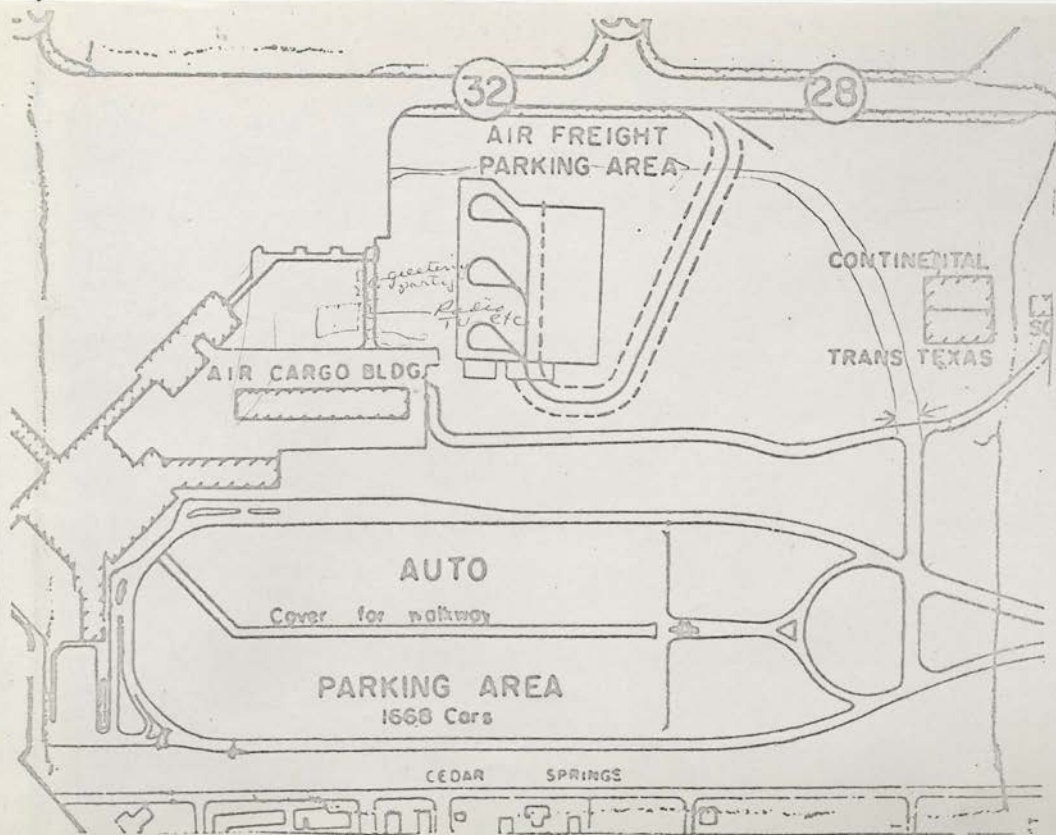 32
28
AIR FREIGHT
PARKING AREA
CONTINENTAL
greeting
party
Radio
TV etc
TRANS TEXAS
AIR CARGO BLDG
AUTO
Cover for walkway
PARKING AREA
1668 Cars
CEDAR SPRINGS